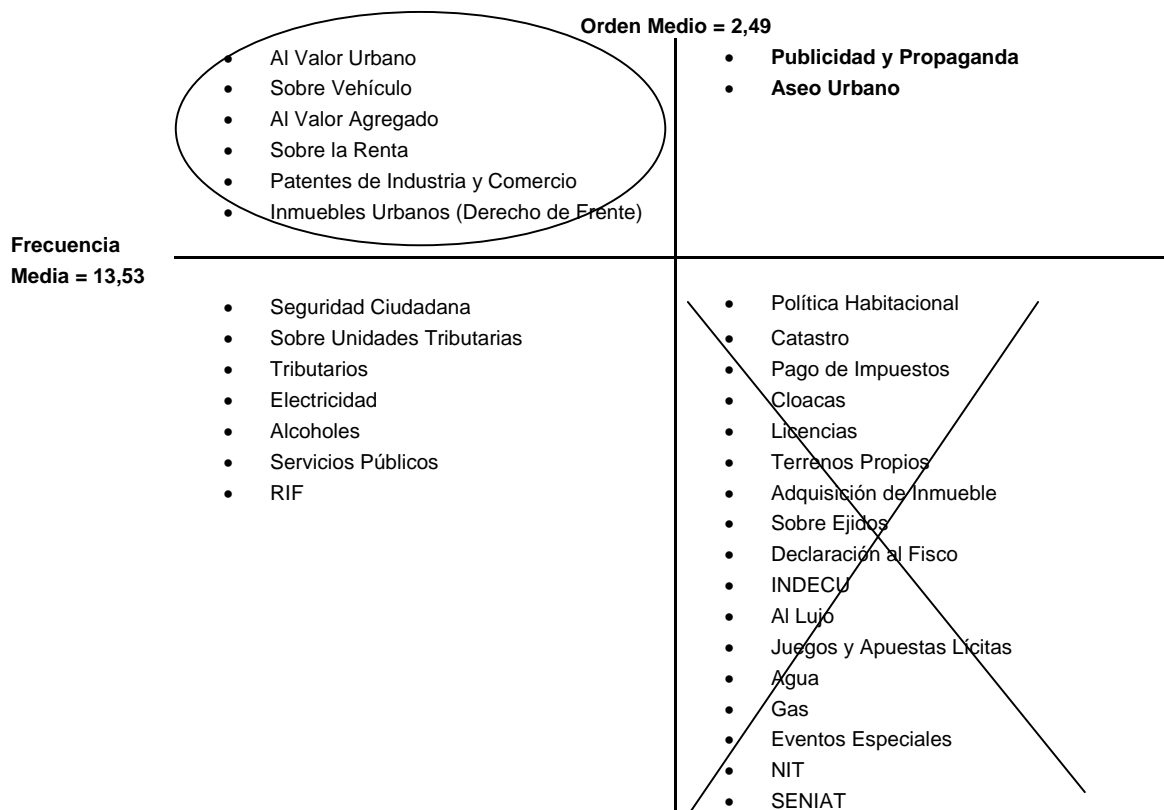 Orden Medio = 2,49
• Al Valor Urbano
• Sobre Vehículo
• Al Valor Agregado
• Sobre la Renta
• Patentes de Industria y Comercio
• Inmuebles Urbanos (Derecho de Frente)
• Publicidad y Propaganda
• Aseo Urbano
Frecuencia
Media = 13,53
• Seguridad Ciudadana
• Sobre Unidades Tributarias
• Tributarios
• Electricidad
• Alcoholes
• Servicios Públicos
• RIF
• Política Habitacional
• Catastro
• Pago de Impuestos
• Cloacas
• Licencias
• Terrenos Propios
• Adquisición de Inmueble
• Sobre Ejidos
• Declaración al Fisco
• INDECU
• Al Lujo
• Juegos y Apuestas Lícitas
• Agua
• Gas
• Eventos Especiales
• NIT
• SENIAT